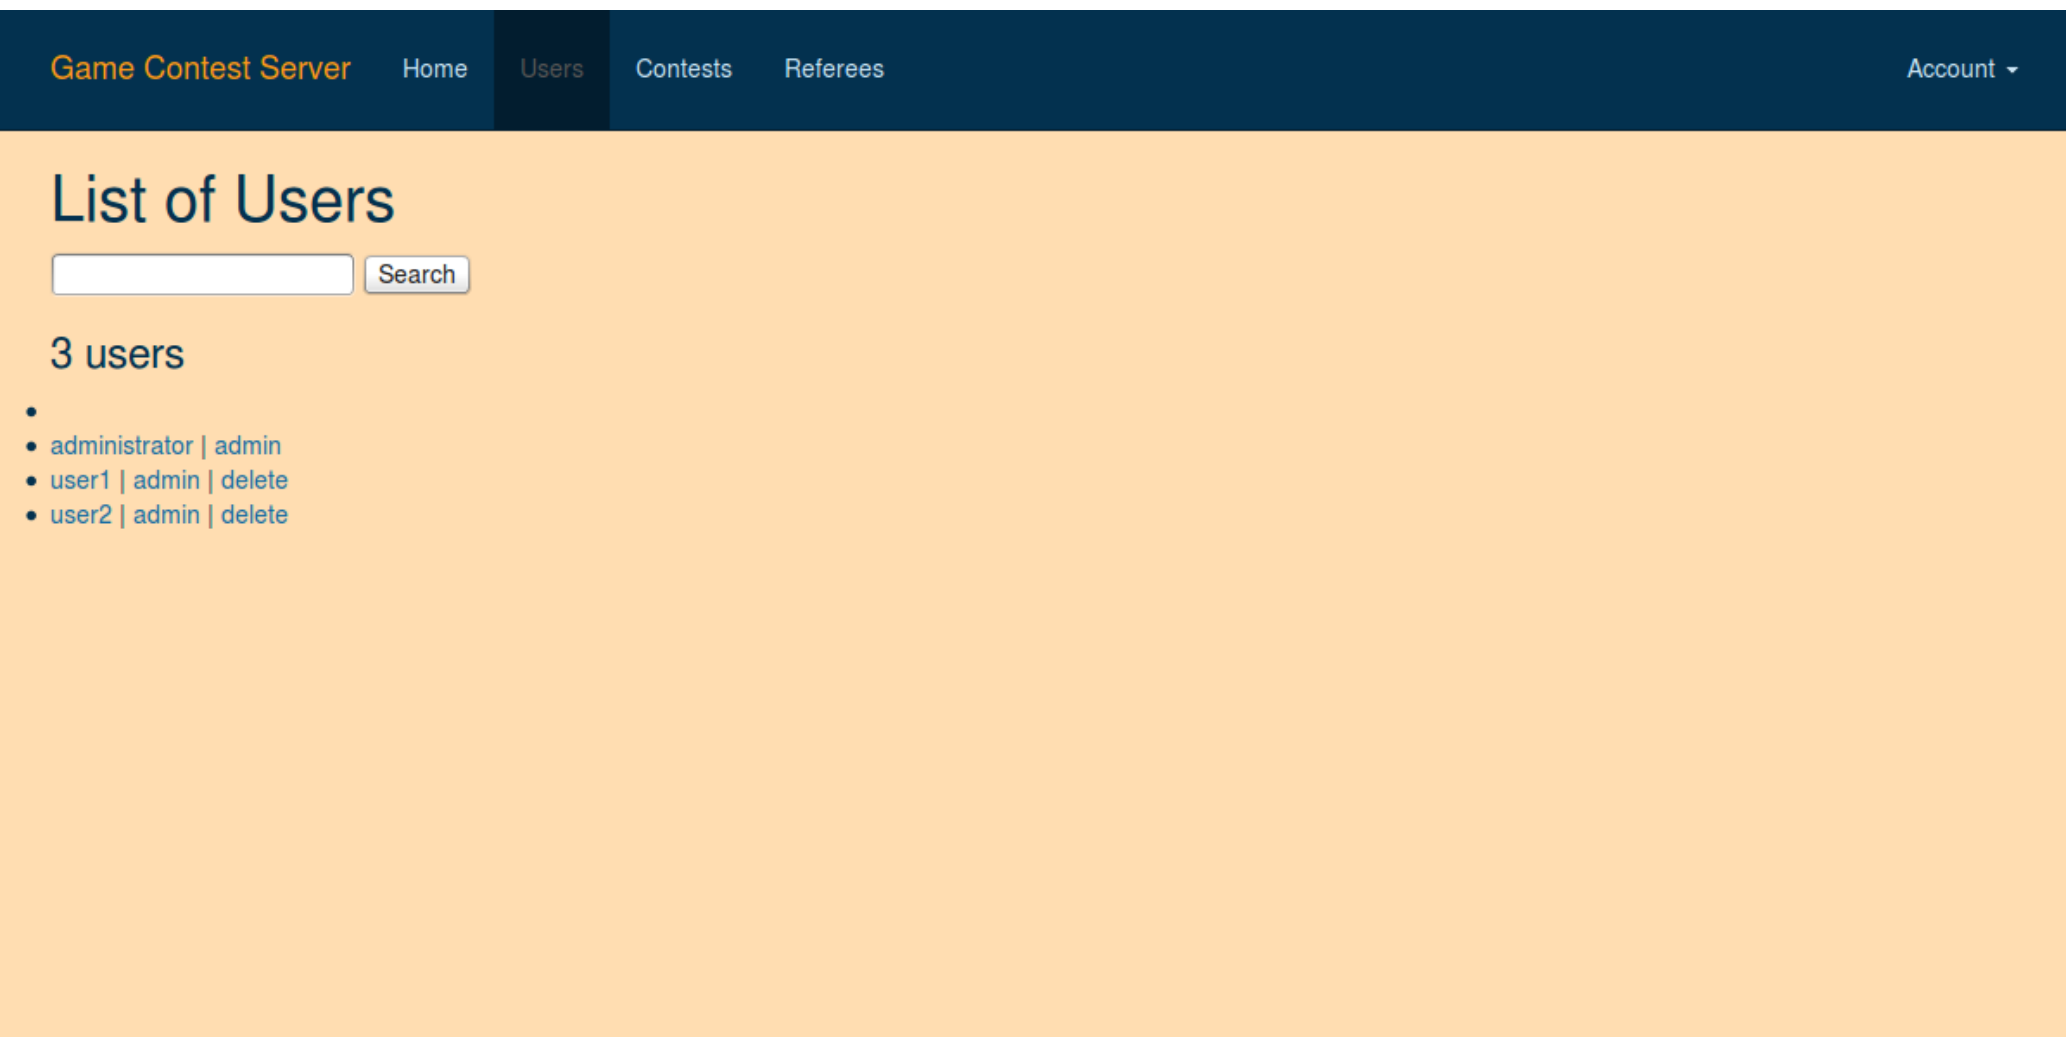 Game Contest Server Home Users Contests Referees Account
List of Users
Search
3 users
administrator | admin
user1 | admin | delete
user2 | admin | delete